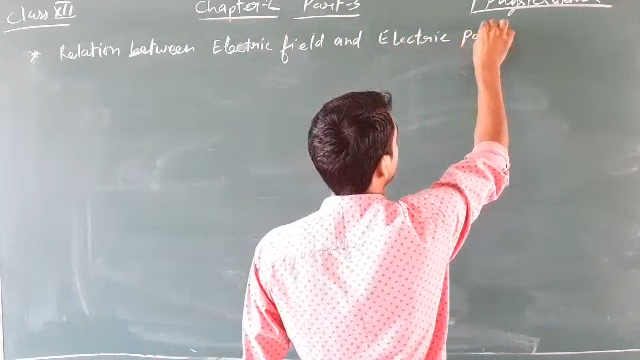 Class XII
Chapter-2 Part-3
* Relation between Electric field and Electric Po